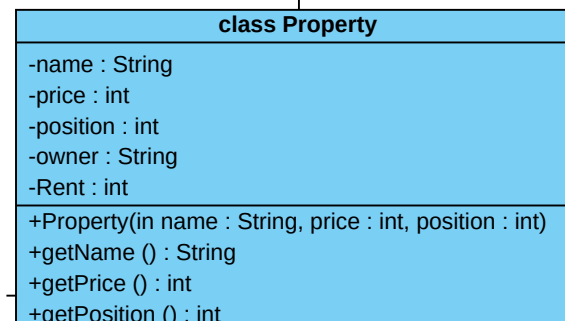 class Property
-name : String
-price : int
-position : int
-owner : String
-Rent : int
+Property(in name : String, price : int, position : int)
+getName () : String
+getPrice () : int
+getPosition () : int